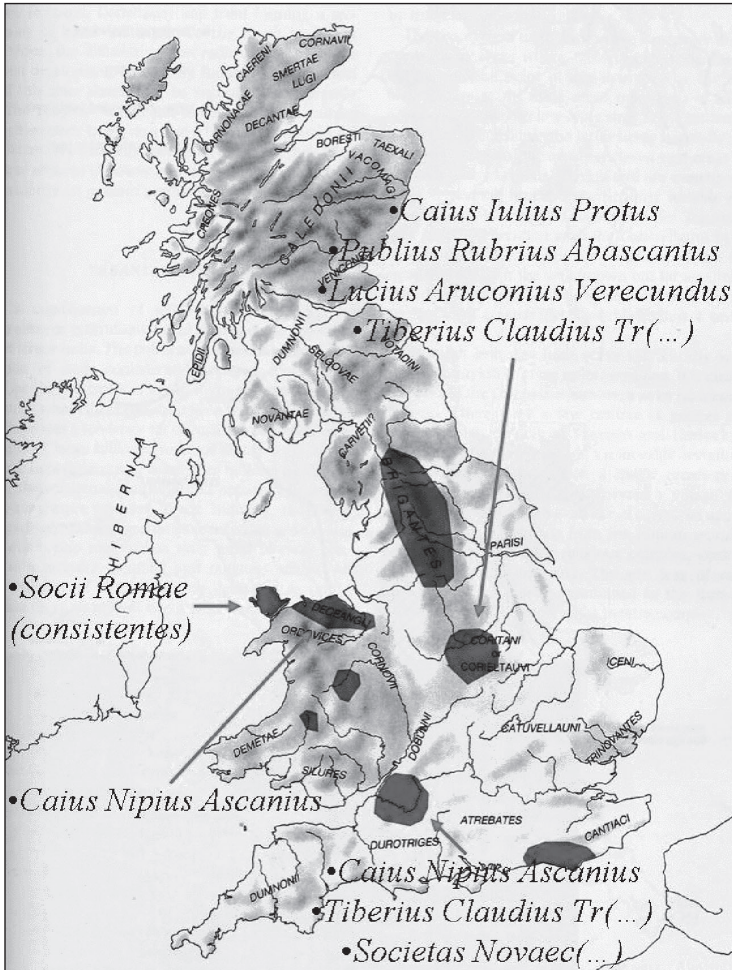 CORNAVII
CAERENI
SMERTAE
LUGI
CARNONACAE
DECANTAE
BORESTI
TAEXALI
VACOMAG
CREONES
CALEDONII
•Caius Iulius Protus
•Publius Rubrius Abascantus
•Lucius Aruconius Verecundus
•Tiberius Claudius Tr(...)
EPIDII
DUMNONII
SELGOVAE
NOVANTAE
CARVETII?
HIBERNIA
BRIGANTES
PARISI
•Socii Romae
(consistentes)
DECEANGLI
ORDOVICES
CORITANI
or
CORIELTAUVI
CORNOVII
ICENI
CATUVELLAUNI
TRINOVANTES
DEMETAE
DOBUNNI
SILURES
•Caius Nipius Ascanius
ATREBATES
CANTIACI
DUROTRIGES
•Caius Nipius Ascanius
DUMNONII
•Tiberius Claudius Tr(...)
•Societas Novaec(...)